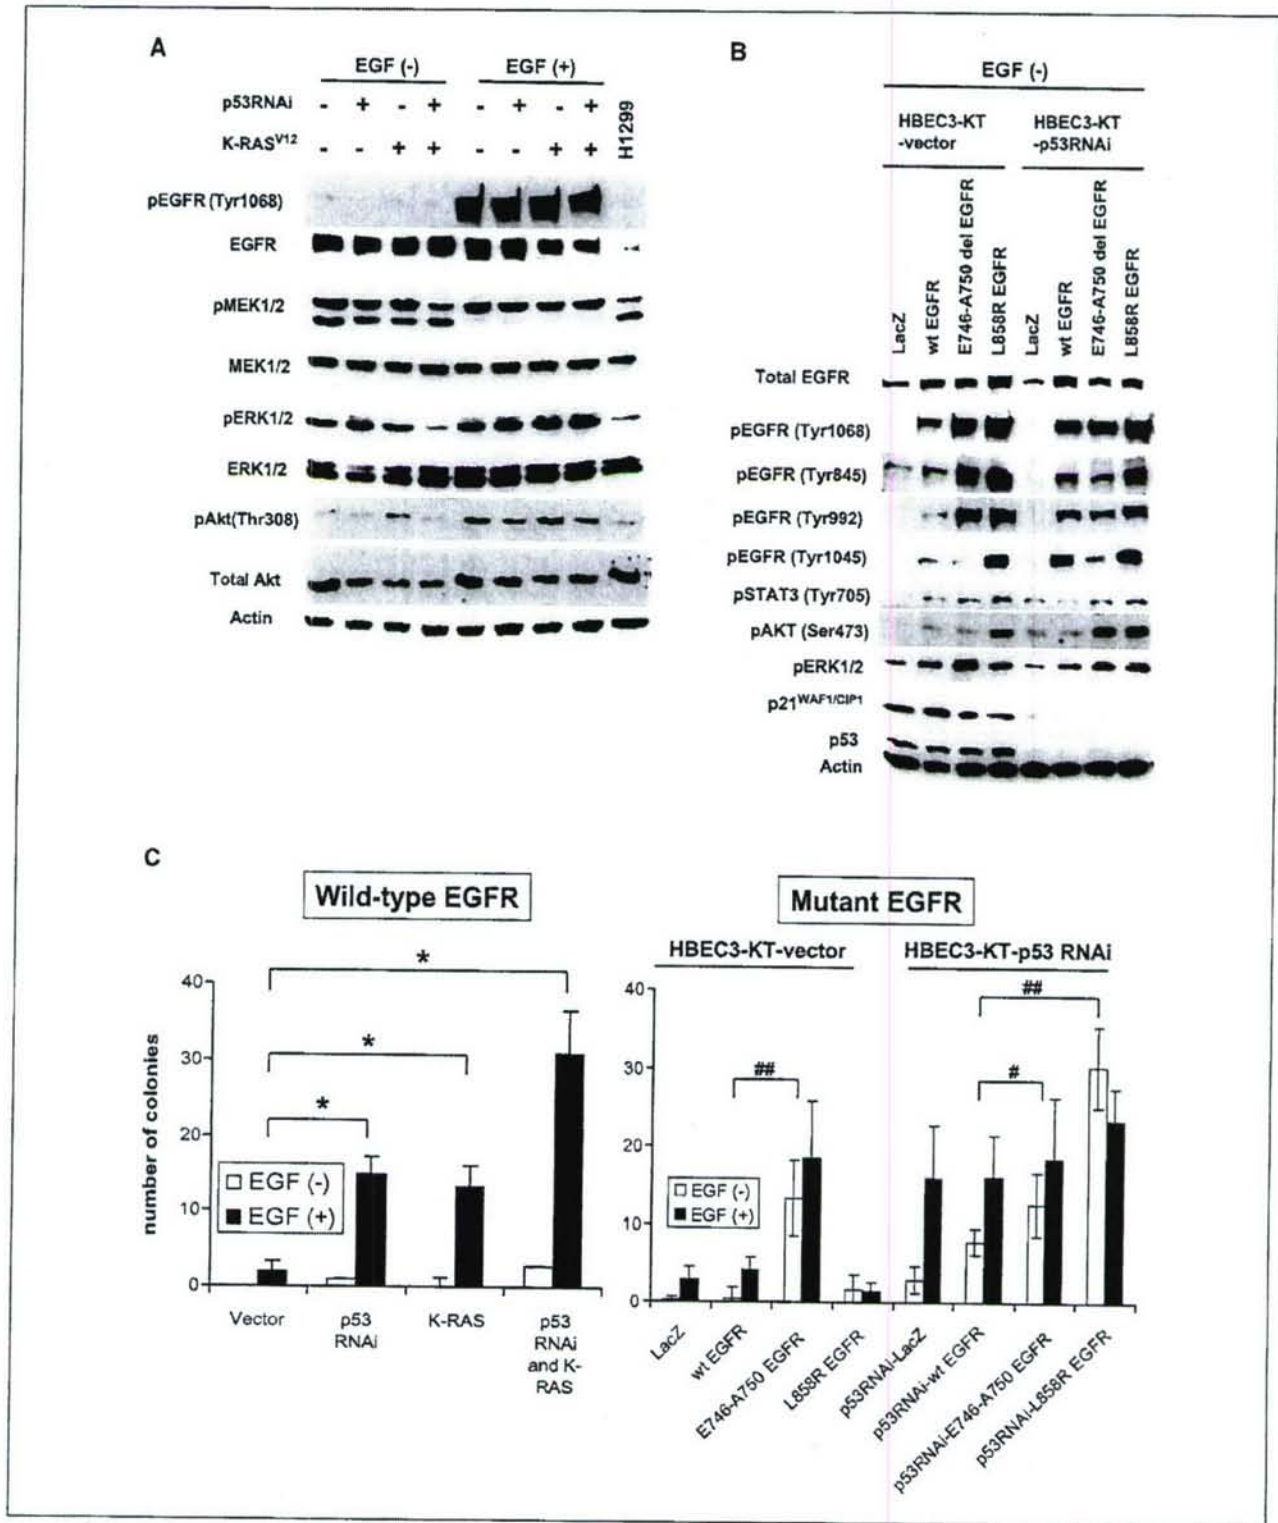 A
EGF (-) EGF (+)
p53RNAi - + - + - + - +
K-RASV12 - - + + - - + + H1299
pEGFR (Tyr1068)
EGFR
pMEK1/2
MEK1/2
pERK1/2
ERK1/2
pAkt(Thr308)
Total Akt
Actin
B
EGF (-)
HBEC3-KT HBEC3-KT
-vector -p53RNAi
LacZ wt EGFR E746-A750 del EGFR L858R EGFR LacZ wt EGFR E746-A750 del EGFR L858R EGFR
Total EGFR
pEGFR (Tyr1068)
pEGFR (Tyr845)
pEGFR (Tyr992)
pEGFR (Tyr1045)
pSTAT3 (Tyr705)
pAKT (Ser473)
pERK1/2
p21WAF1/CIP1
p53
Actin
C
Wild-type EGFR
number of colonies
40
30
20
10
0
* 
*
*
EGF (-)
EGF (+)
Vector p53 K-RAS p53
RNAi RNAi
and K-
RAS
Mutant EGFR
HBEC3-KT-vector HBEC3-KT-p53 RNAi
40
30
20
10
0
##
##
#
EGF (-)
EGF (+)
LacZ
wt EGFR
E746-A750 EGFR
L858R EGFR
p53RNAi-LacZ
p53RNAi-wt EGFR
p53RNAi-E746-A750 EGFR
p53RNAi-L858R EGFR